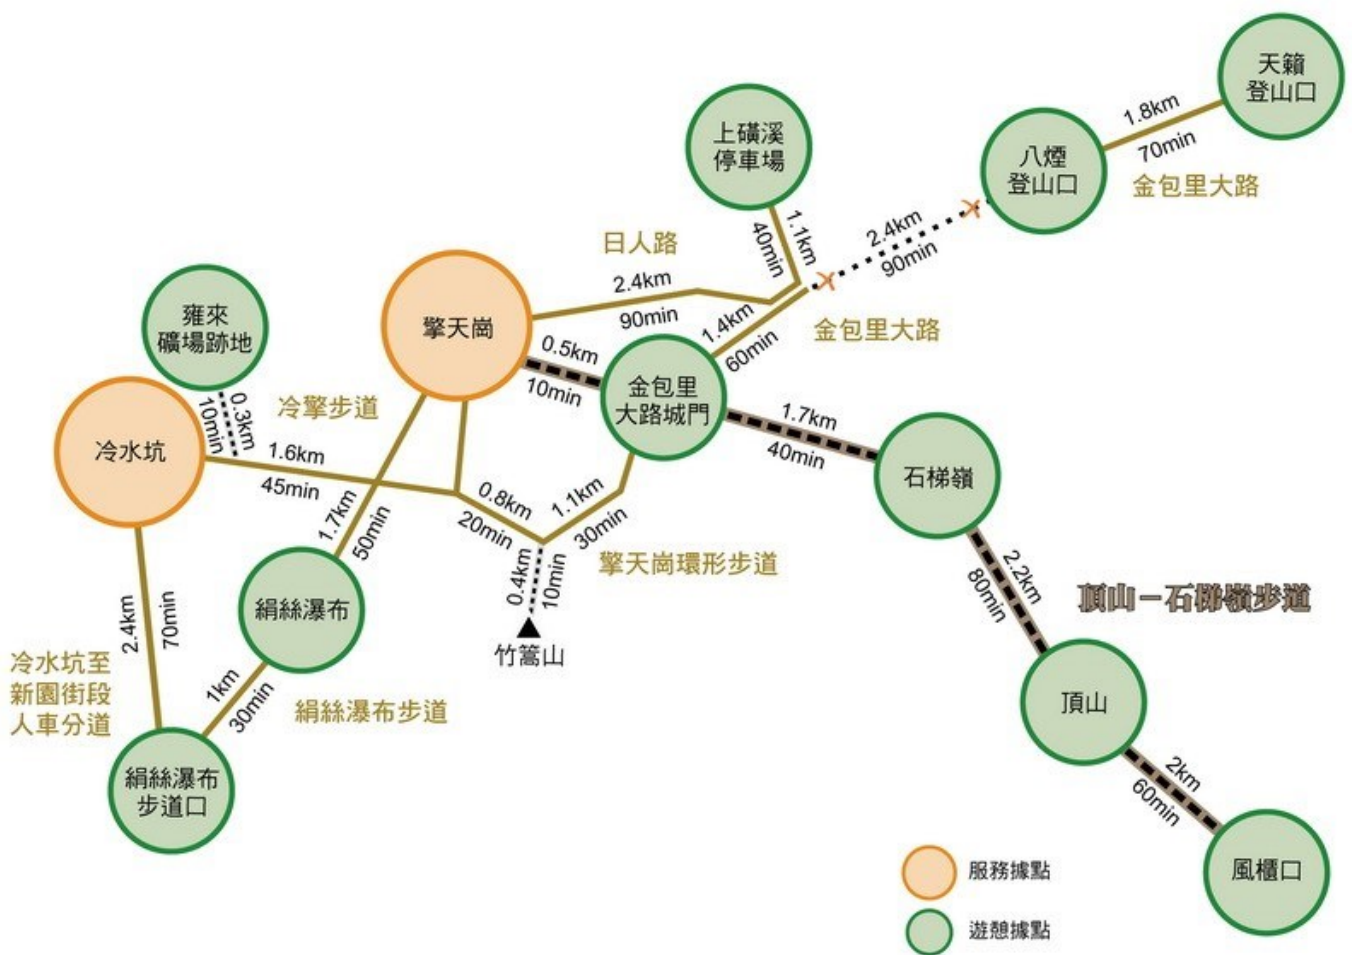 天籟
登山口
1.8km
70min
金包里大路
八煙
登山口
上磺溪
停車場
1.1km
40min
2.4km
90min
日人路
2.4km
90min
擎天崗
1.4km
60min
金包里大路
雍來
礦場跡地
0.3km
10min
0.5km
10min
金包里
大路城門
冷擎步道
冷水坑
1.6km
45min
1.7km
40min
石梯嶺
0.8km
20min
1.1km
30min
擎天崗環形步道
1.7km
50min
0.4km
10min
竹篙山
2.2km
80min
頂山－石梯嶺步道
絹絲瀑布
2.4km
70min
冷水坑至
新園街段
人車分道
1km
30min
絹絲瀑布步道
頂山
絹絲瀑布
步道口
2km
60min
風櫃口
服務據點
遊憩據點